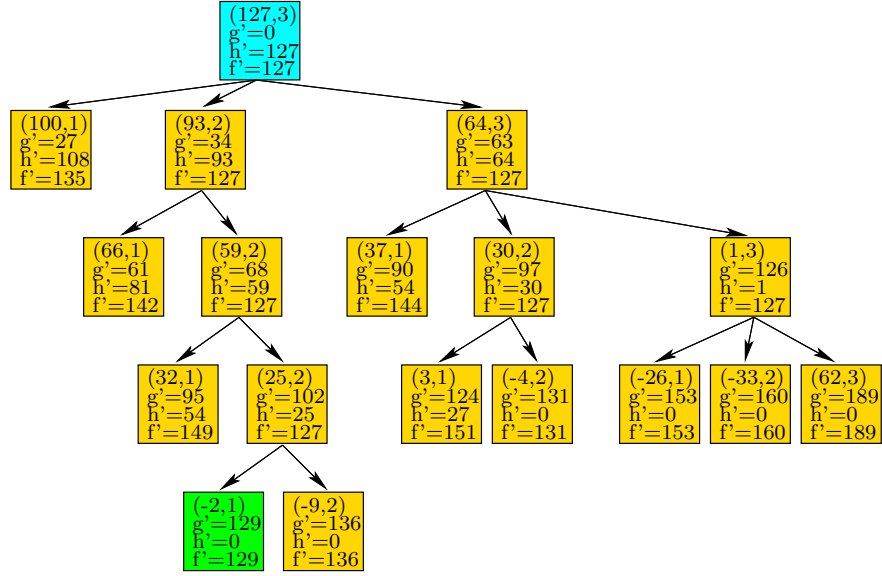 (127,3)
g'=0
h'=127
f'=127
(100,1)
g'=27
h'=108
f'=135
(93,2)
g'=34
h'=93
f'=127
(64,3)
g'=63
h'=64
f'=127
(66,1)
g'=61
h'=81
f'=142
(59,2)
g'=68
h'=59
f'=127
(37,1)
g'=90
h'=54
f'=144
(30,2)
g'=97
h'=30
f'=127
(1,3)
g'=126
h'=1
f'=127
(32,1)
g'=95
h'=54
f'=149
(25,2)
g'=102
h'=25
f'=127
(3,1)
g'=124
h'=27
f'=151
(-4,2)
g'=131
h'=0
f'=131
(-26,1)
g'=153
h'=0
f'=153
(-33,2)
g'=160
h'=0
f'=160
(62,3)
g'=189
h'=0
f'=189
(-2,1)
g'=129
h'=0
f'=129
(-9,2)
g'=136
h'=0
f'=136